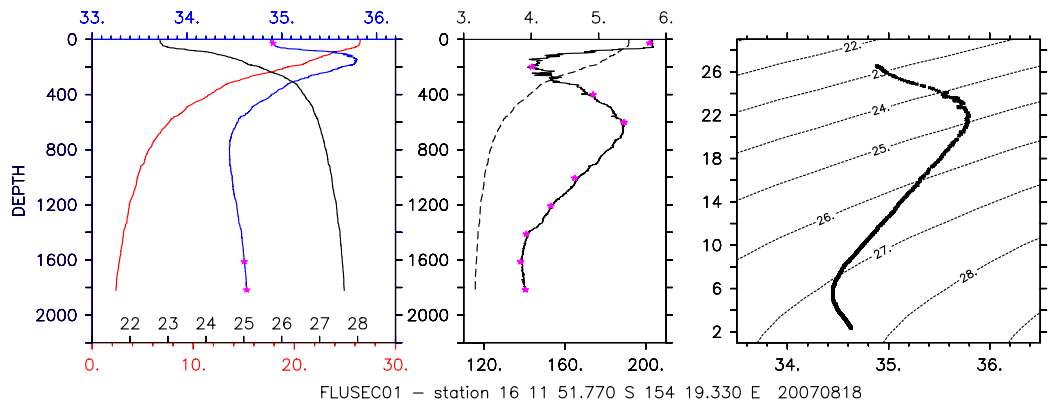 33. 34. 35. 36.
3. 4. 5. 6.
0 400 800 1200 1600 2000
DEPTH
22 23 24 25 26 27 28
0. 10. 20. 30.
0 400 800 1200 1600 2000
120. 160. 200.
26 22 18 14 10 6 2
22. 23. 24. 25. 26. 27. 28.
34. 35. 36.
FLUSEC01 – station 16 11 51.770 S 154 19.330 E 20070818